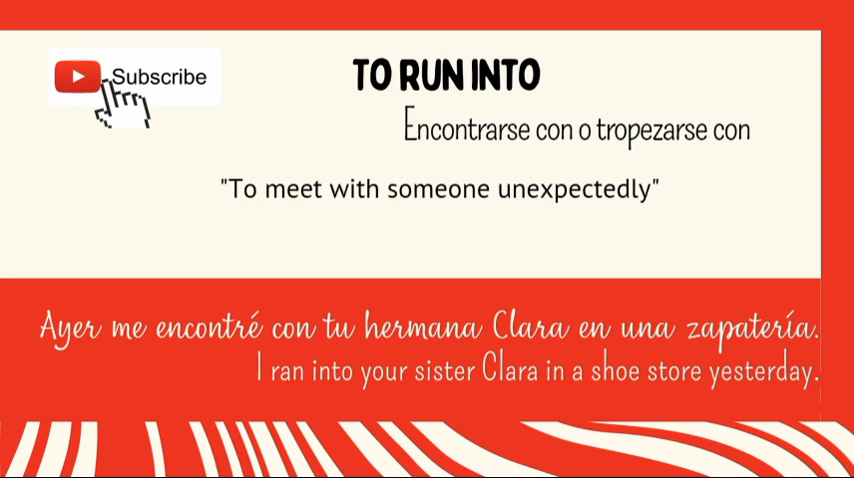 Subscribe
TO RUN INTO
Encontrarse con o tropezarse con
"To meet with someone unexpectedly"
Ayer me encontré con tu hermana Clara en una zapatería.
I ran into your sister Clara in a shoe store yesterday.